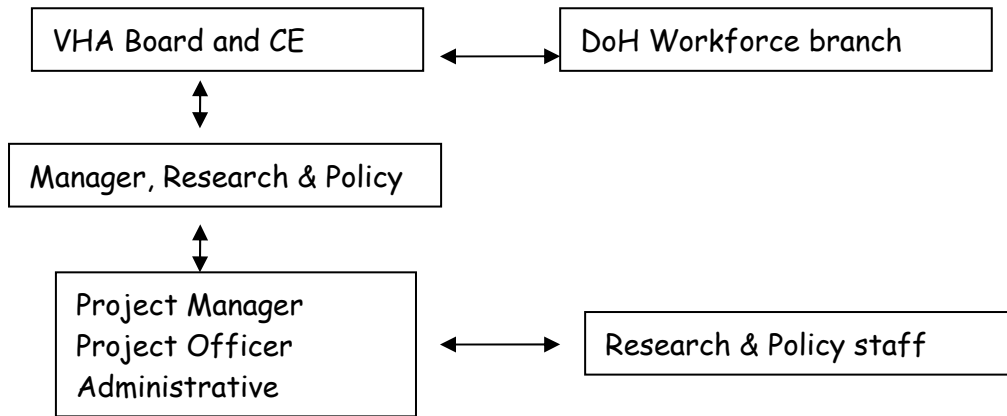 VHA Board and CE
DoH Workforce branch
Manager, Research & Policy
Project Manager
Project Officer
Administrative
Research & Policy staff